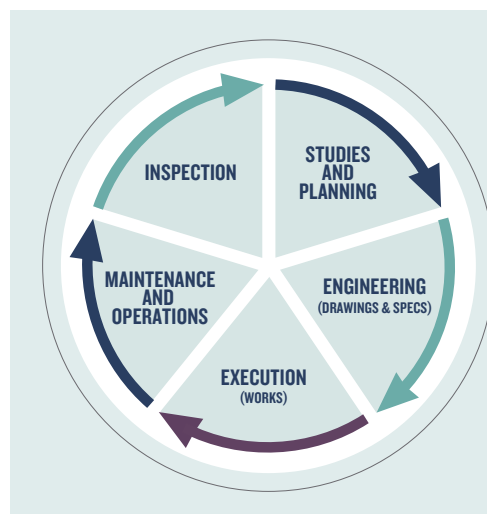 INSPECTION
STUDIES
AND
PLANNING
MAINTENANCE
AND
OPERATIONS
ENGINEERING
(DRAWINGS & SPECS)
EXECUTION
(WORKS)